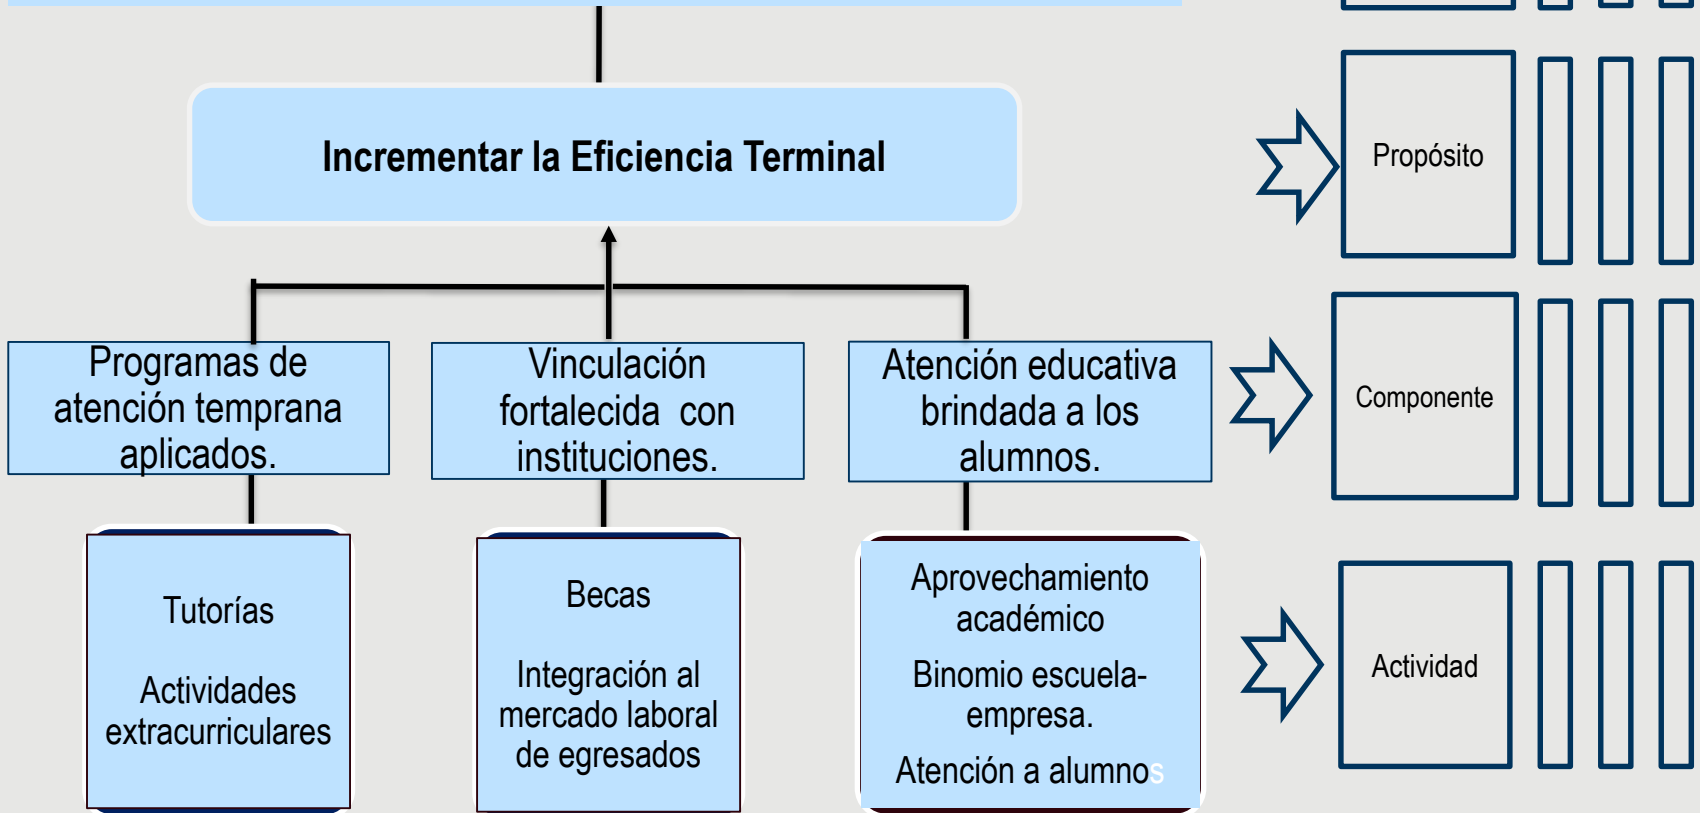 Incrementar la Eficiencia Terminal
Propósito
Programas de
atención temprana
aplicados.
Vinculación
fortalecida con
instituciones.
Atención educativa
brindada a los
alumnos.
Componente
Tutorías
Actividades
extracurriculares
Becas
Integración al
mercado laboral
de egresados
Aprovechamiento
académico
Binomio escuela-
empresa.
Atención a alumnos
Actividad